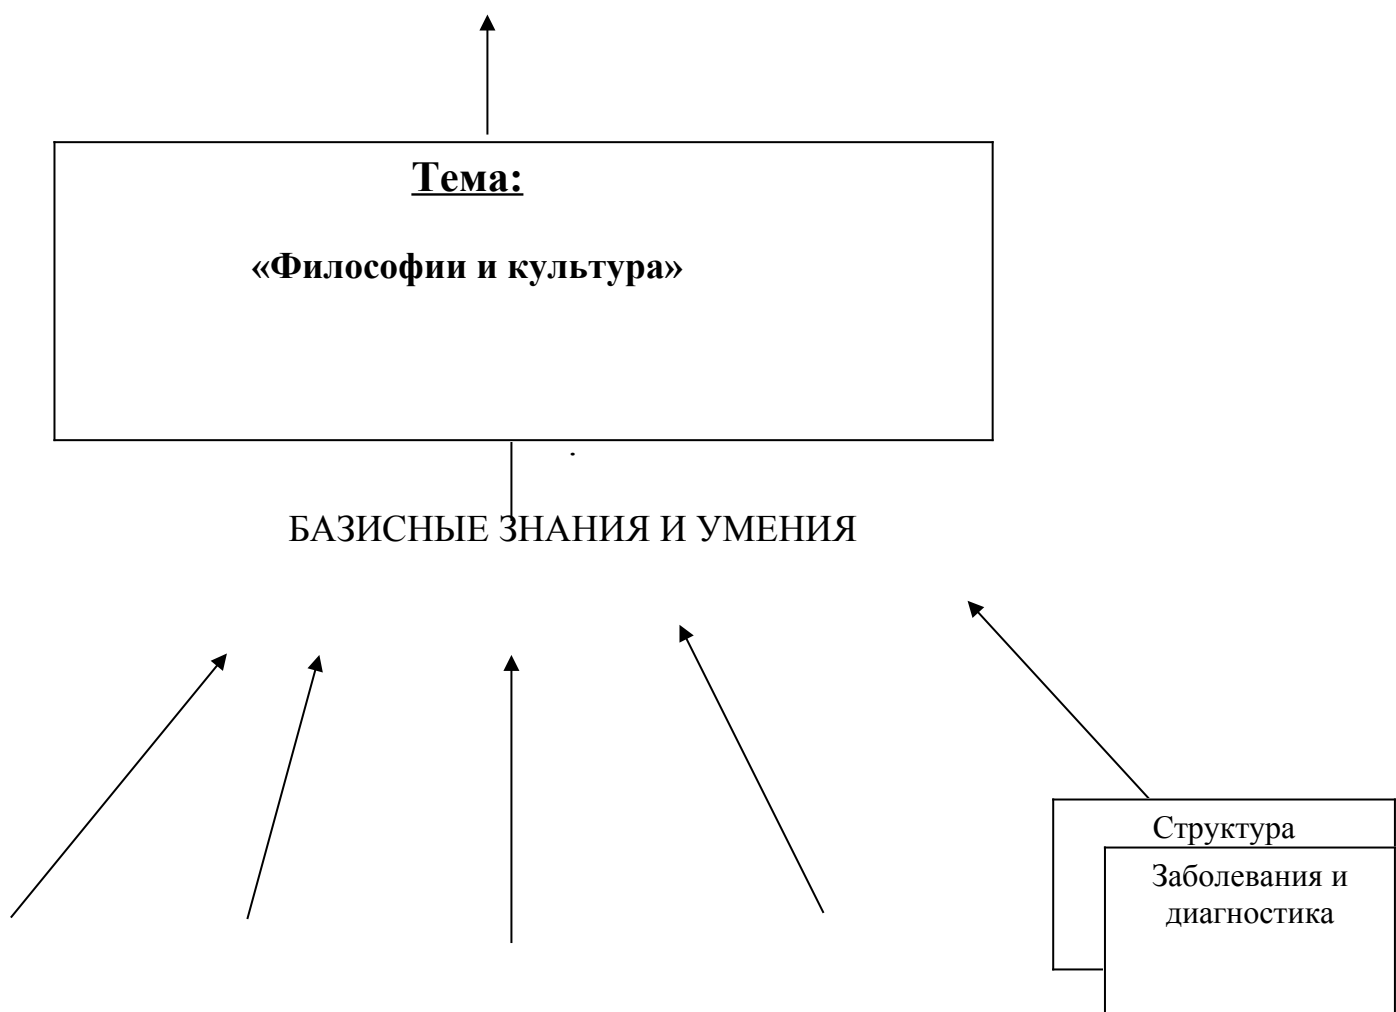 Тема:
«Философии и культура»
.
БАЗИСНЫЕ ЗНАНИЯ И УМЕНИЯ
Структура
Заболевания и
диагностика